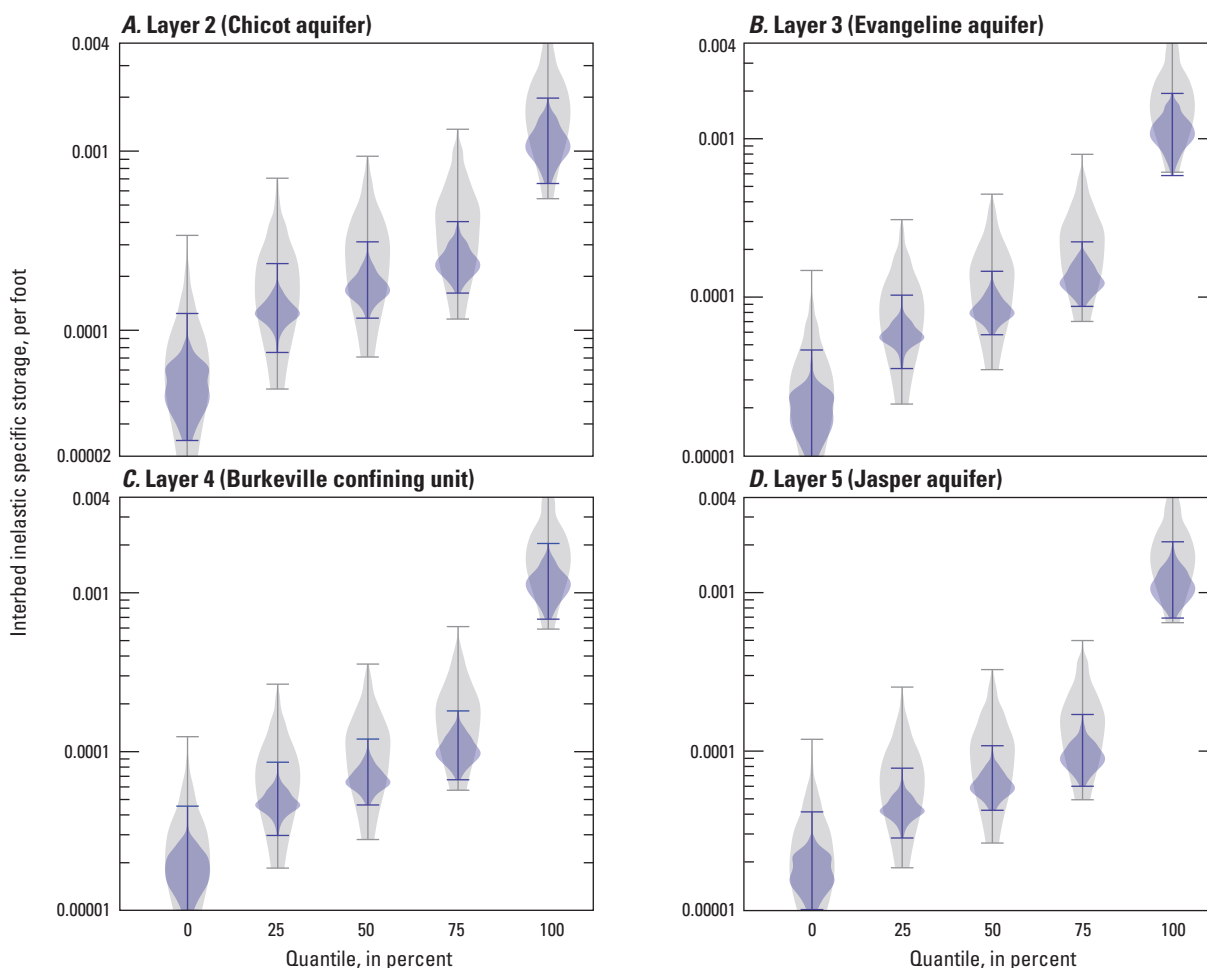 A. Layer 2 (Chicot aquifer)
0.004
0.001
0.0001
0.00002
B. Layer 3 (Evangeline aquifer)
0.004
0.001
0.0001
0.00001
Interbed inelastic specific storage, per foot
C. Layer 4 (Burkeville confining unit)
0.004
0.001
0.0001
0.00001
0 25 50 75 100
Quantile, in percent
D. Layer 5 (Jasper aquifer)
0.004
0.001
0.0001
0.00001
0 25 50 75 100
Quantile, in percent